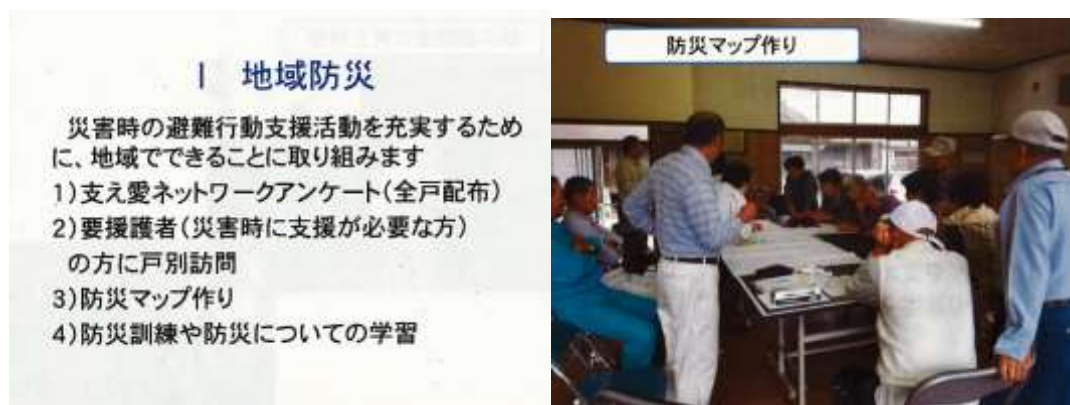 Ⅰ 地域防災
災害時の避難行動支援活動を充実するため
に、地域でできることに取り組みます
1)支え愛ネットワークアンケート(全戸配布)
2)要援護者(災害時に支援が必要な方)
の方に戸別訪問
3)防災マップ作り
4)防災訓練や防災についての学習
防災マップ作り